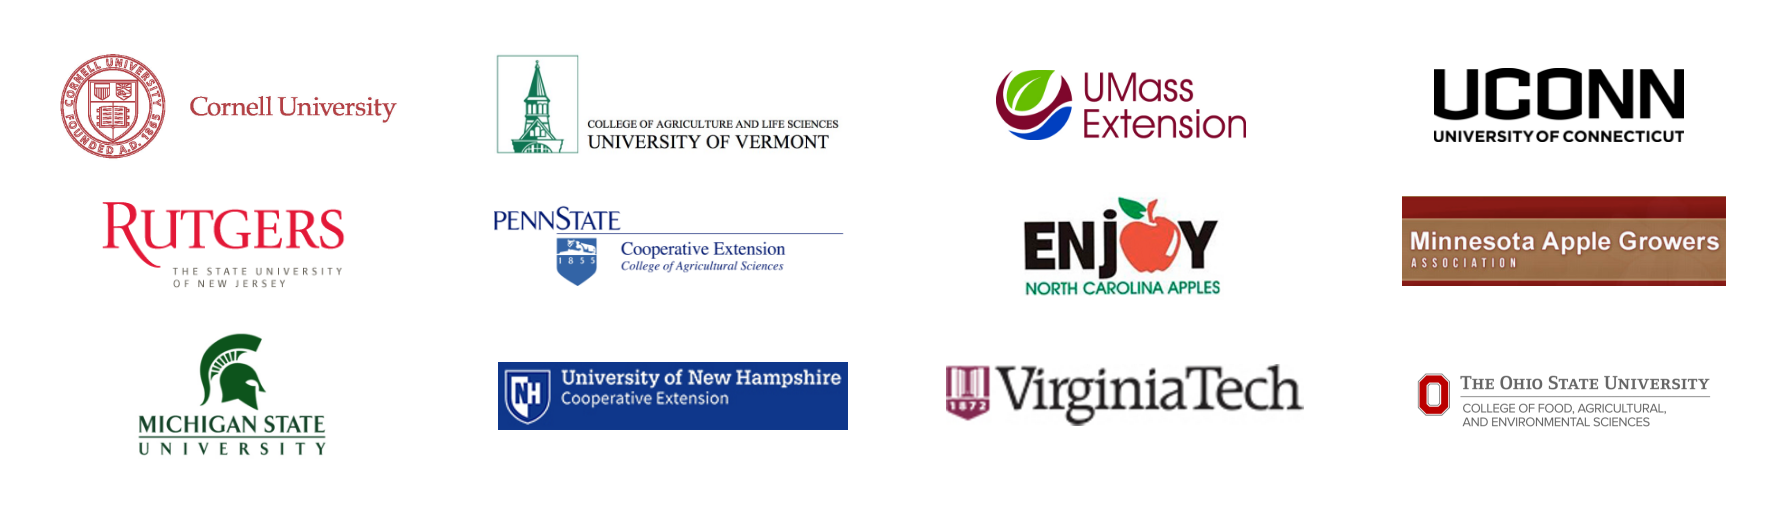 CORNELL UNIVERSITY
FOUNDED A.D. 1865
Cornell University
COLLEGE OF AGRICULTURE AND LIFE SCIENCES
UNIVERSITY OF VERMONT
UMass
Extension
UCONN
UNIVERSITY OF CONNECTICUT
RUTGERS
THE STATE UNIVERSITY
OF NEW JERSEY
PENNSTATE
1855
Cooperative Extension
College of Agricultural Sciences
ENjOY
NORTH CAROLINA APPLES
Minnesota Apple Growers
ASSOCIATION
MICHIGAN STATE
UNIVERSITY
NH
University of New Hampshire
Cooperative Extension
1872
VirginiaTech
O
THE OHIO STATE UNIVERSITY
COLLEGE OF FOOD, AGRICULTURAL,
AND ENVIRONMENTAL SCIENCES